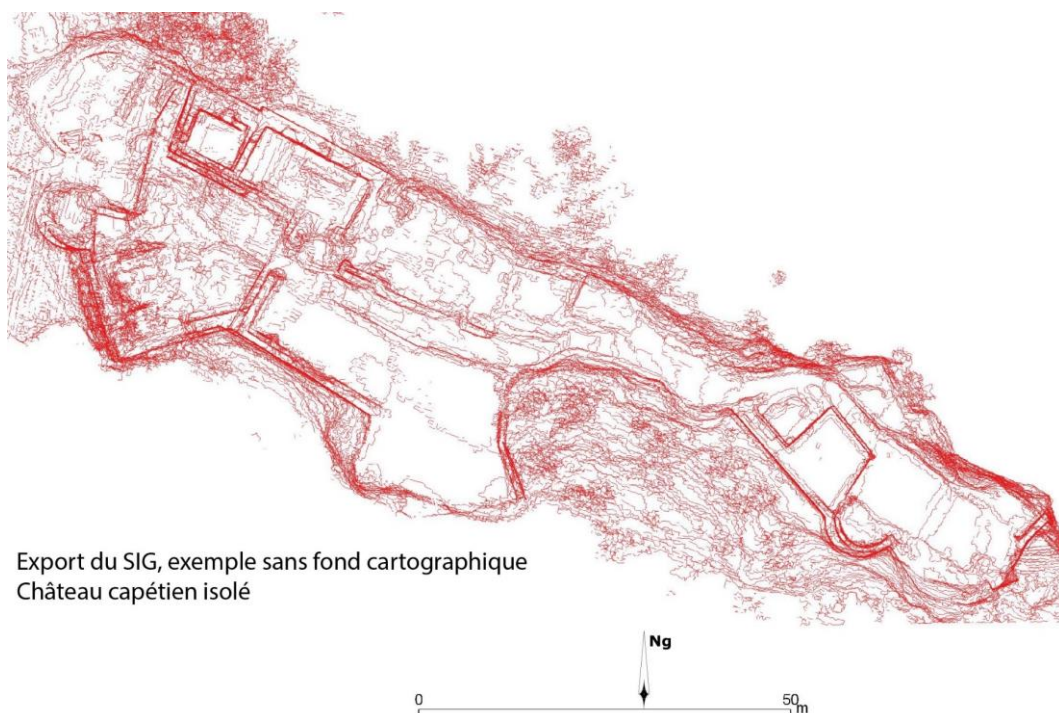 Export du SIG, exemple sans fond cartographique
Château capétien isolé
Ng
0 50 m